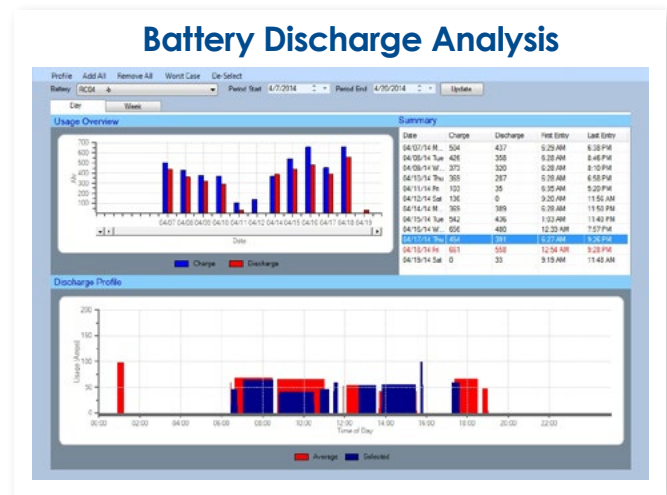 Battery Discharge Analysis
Profile Add All Remove All Worst Case De-Select
Battery RC04 Period Start 4/7/2014 Period End 4/20/2014 Update
Day Week
Usage Overview
700
600
500
400
300
200
100
04/07 04/08 04/09 04/10 04/11 04/12 04/14 04/15 04/16 04/17 04/18 04/19
Date
Charge Discharge
Summary
Date Charge Discharge First Entry Last Entry
04/07/14 M... 504 437 6:29 AM 6:38 PM
04/08/14 Tue 426 358 6:28 AM 8:46 PM
04/09/14 W... 373 320 6:28 AM 8:10 PM
04/10/14 Thu 287 6:28 AM 6:58 PM
04/11/14 Fri 35 6:35 AM 5:20 PM
04/12/14 Sat 136 0 9:20 AM 11:56 AM
04/14/14 M... 369 389 6:28 AM 11:50 PM
04/15/14 Tue 542 436 1:03 AM 11:48 PM
04/16/14 W... 656 480 12:33 AM 7:57 PM
04/17/14 Thu 454 391 6:27 AM 9:36 PM
04/18/14 Fri 661 558 12:54 AM 9:28 PM
04/19/14 Sat 0 33 9:19 AM 11:48 AM
Discharge Profile
Usage (Amps)
200
150
100
50
0
00:00 02:00 04:00 06:00 08:00 10:00 12:00 14:00 16:00 18:00 20:00 22:00
Time of Day
Average Selected